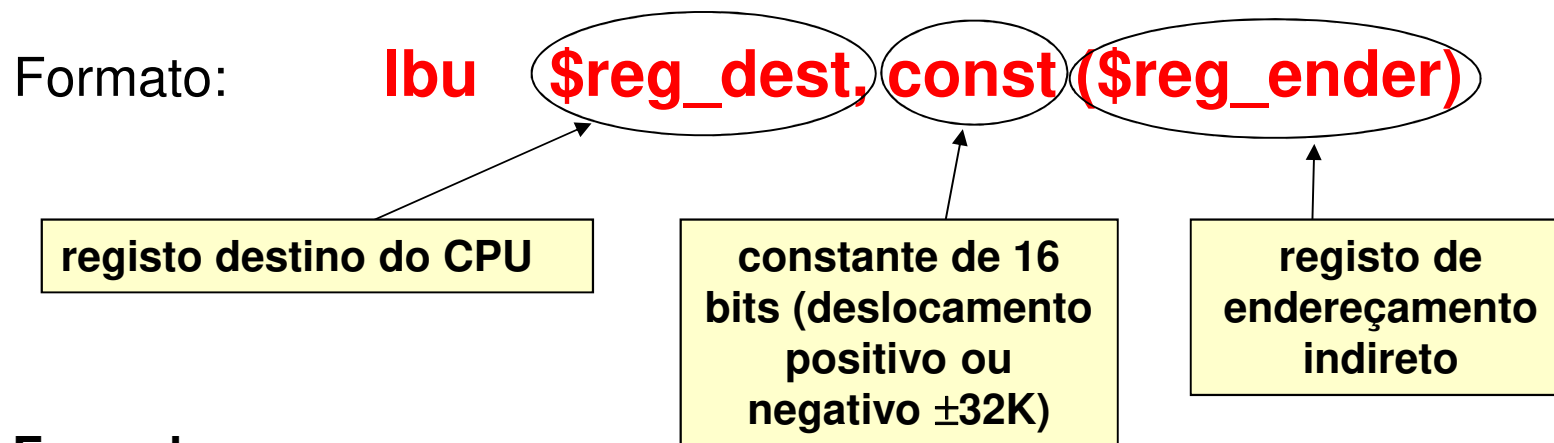 Formato: lbu $reg_dest, const ($reg_ender)
registo destino do CPU
constante de 16
bits (deslocamento
positivo ou
negativo ±32K)
registo de
endereçamento
indireto